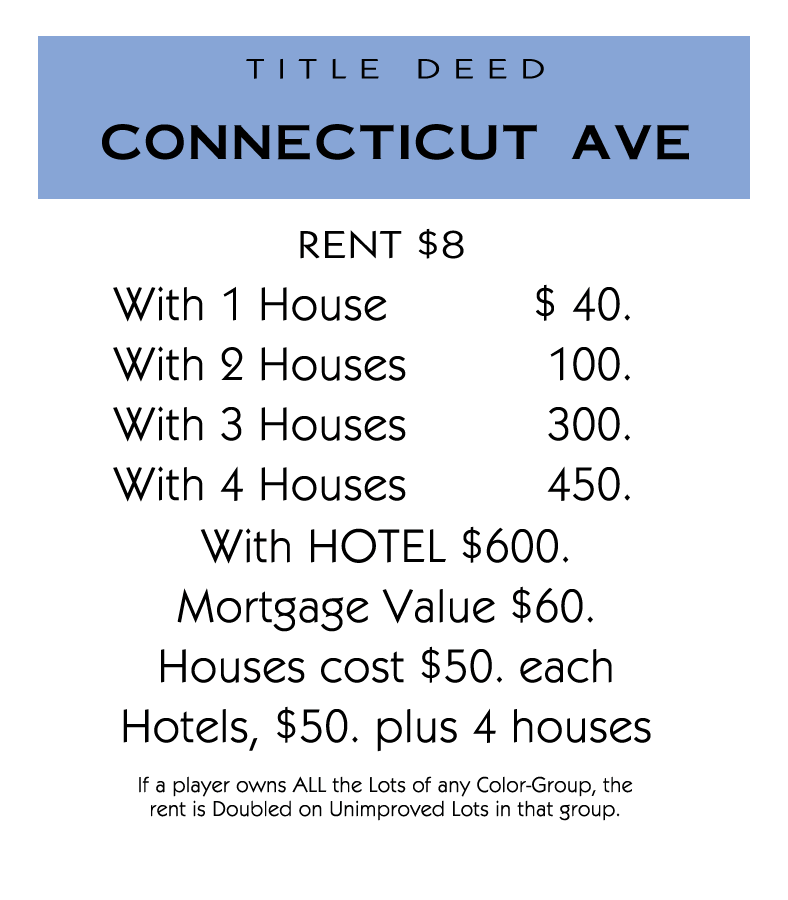 TITLE DEED
CONNECTICUT AVE
RENT $8
With 1 House $ 40.
With 2 Houses 100.
With 3 Houses 300.
With 4 Houses 450.
With HOTEL $600.
Mortgage Value $60.
Houses cost $50. each
Hotels, $50. plus 4 houses
If a player owns ALL the Lots of any Color-Group, the
rent is Doubled on Unimproved Lots in that group.